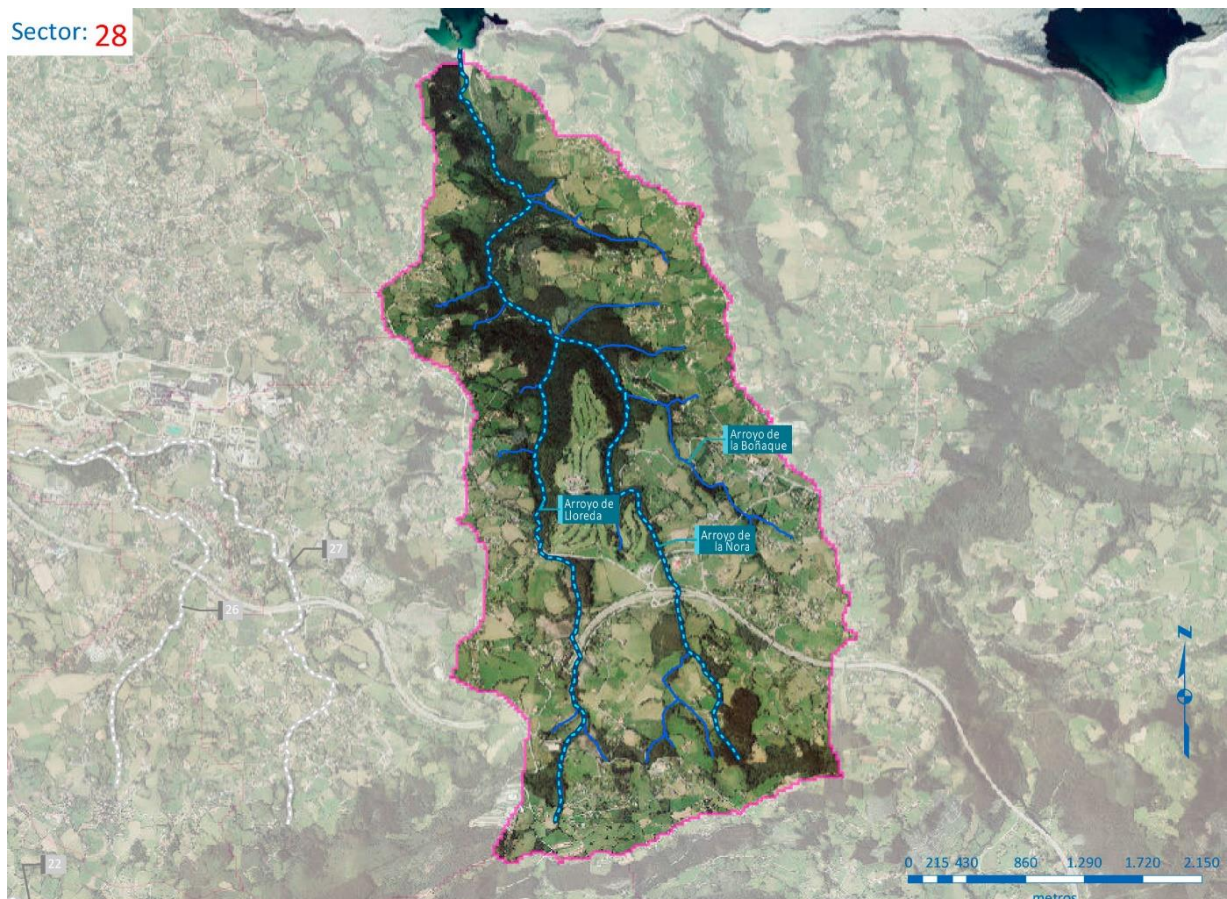 Sector: 28
Arroyo de
la Boñaque
Arroyo de
Lloreda
Arroyo de
la Ñora
27
26
22
N
0 215 430 860 1.290 1.720 2.150
metros